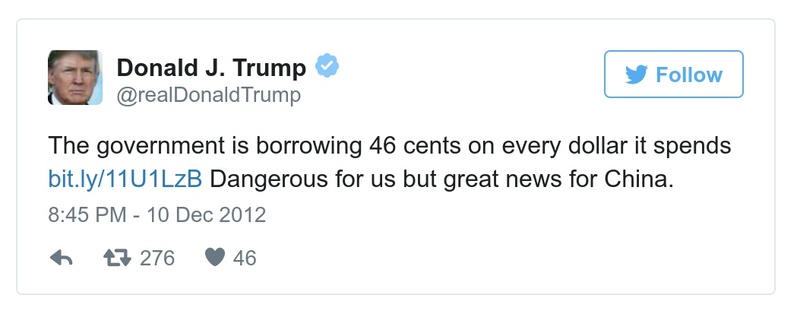 Donald J. Trump
@realDonaldTrump
Follow
The government is borrowing 46 cents on every dollar it spends
bit.ly/11U1LzB Dangerous for us but great news for China.
8:45 PM - 10 Dec 2012
276 46